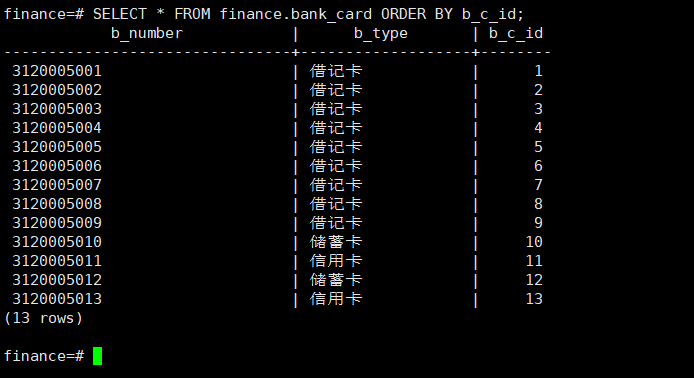 finance=# SELECT * FROM finance.bank_card ORDER BY b_c_id;
            b_number            |      b_type       | b_c_id
--------------------------------+-------------------+--------
 3120005001                     | 借记卡            |      1
 3120005002                     | 借记卡            |      2
 3120005003                     | 借记卡            |      3
 3120005004                     | 借记卡            |      4
 3120005005                     | 借记卡            |      5
 3120005006                     | 借记卡            |      6
 3120005007                     | 借记卡            |      7
 3120005008                     | 借记卡            |      8
 3120005009                     | 借记卡            |      9
 3120005010                     | 储蓄卡            |     10
 3120005011                     | 信用卡            |     11
 3120005012                     | 储蓄卡            |     12
 3120005013                     | 信用卡            |     13
(13 rows)

finance=#